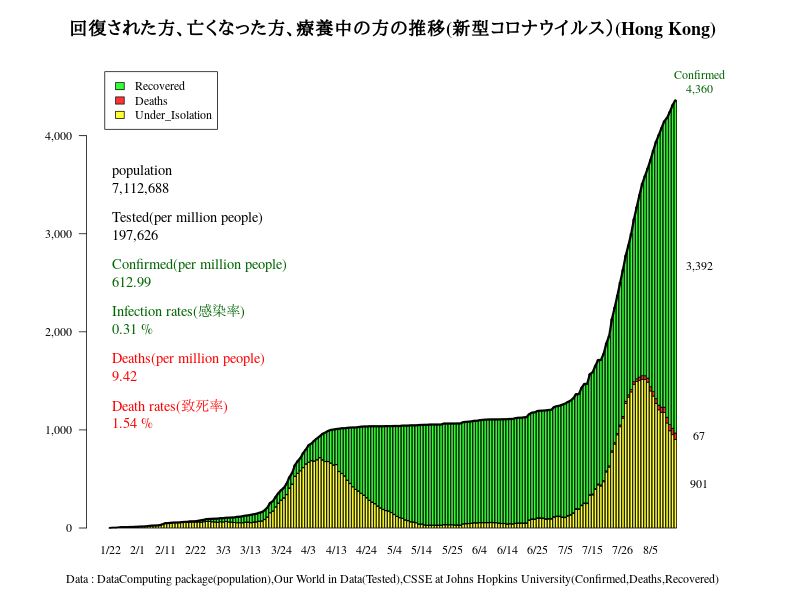 回復された方、亡くなった方、療養中の方の推移(新型コロナウイルス）(Hong Kong)
Confirmed
4,360
Recovered
Deaths
Under_Isolation
population
7,112,688
Tested(per million people)
197,626
Confirmed(per million people)
612.99
Infection rates(感染率)
0.31 %
Deaths(per million people)
9.42
Death rates(致死率)
1.54 %
4,000
3,000
2,000
1,000
0
3,392
67
901
1/22 2/1 2/11 2/22 3/3 3/13 3/24 4/3 4/13 4/24 5/4 5/14 5/25 6/4 6/14 6/25 7/5 7/15 7/26 8/5
Data : DataComputing package(population),Our World in Data(Tested),CSSE at Johns Hopkins University(Confirmed,Deaths,Recovered)